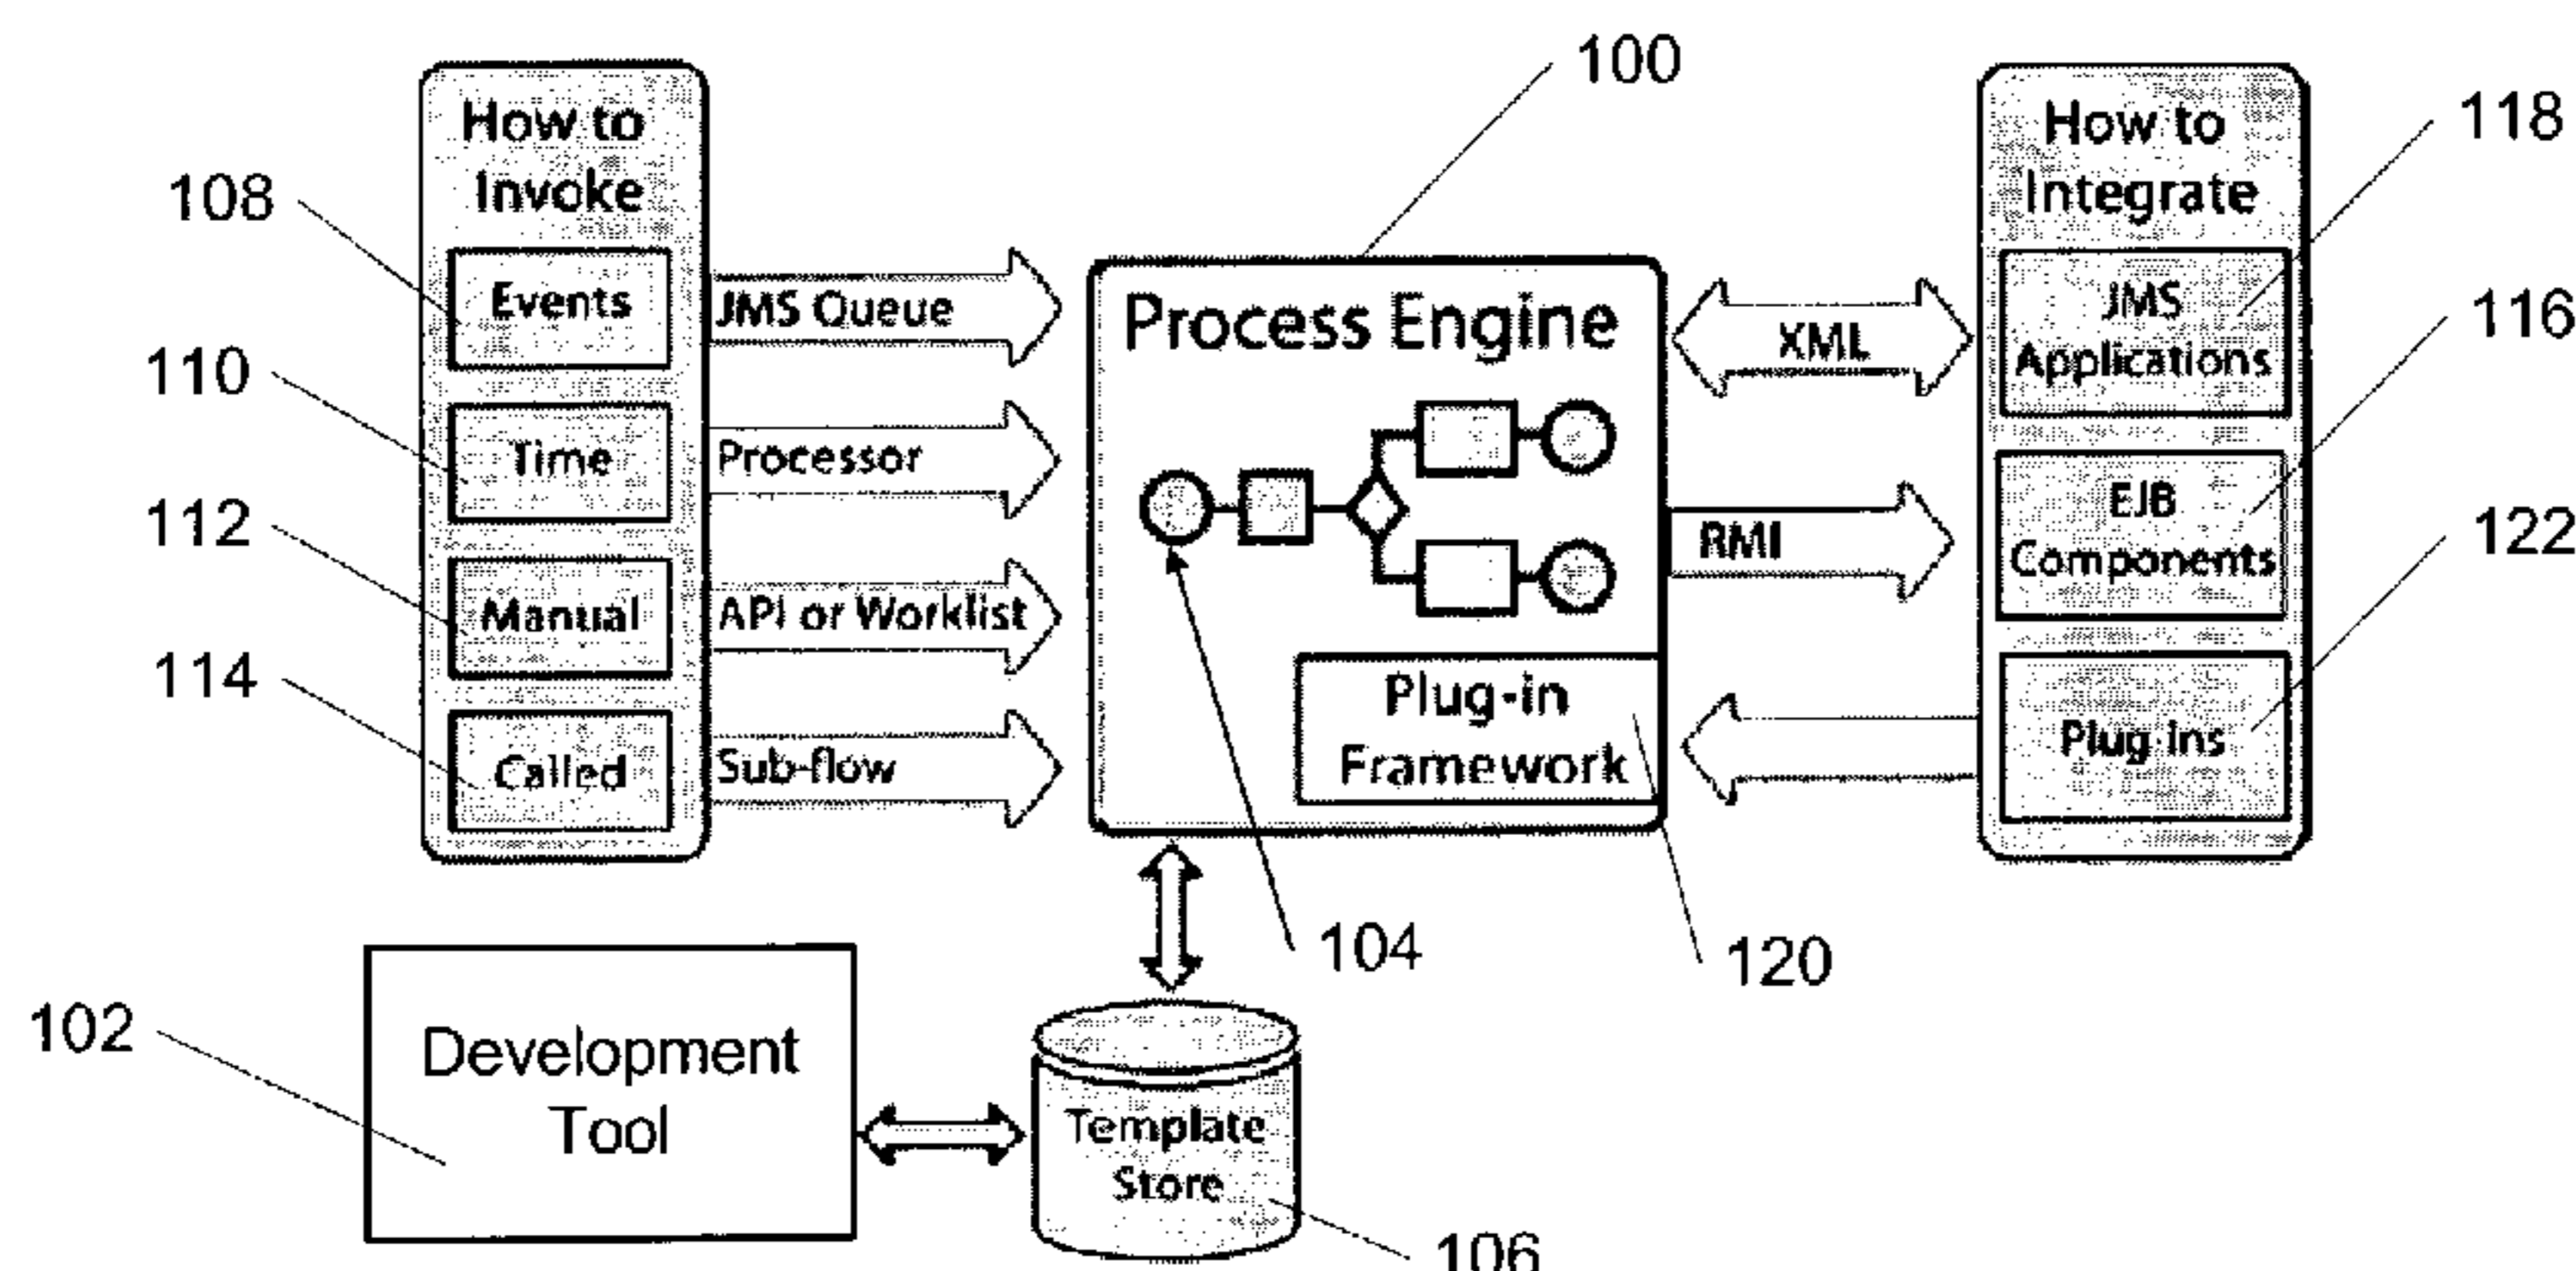 100
How to
Invoke
108
Events
JMS Queue
110
Time
Processor
112
Manual
API or Worklist
114
Called
Sub-flow
Process Engine
Plug-in
Framework
XML
RMI
How to
Integrate
118
JMS
Applications
116
EJB
Components
122
Plug-ins
104
120
102
Development
Tool
Template
Store
106